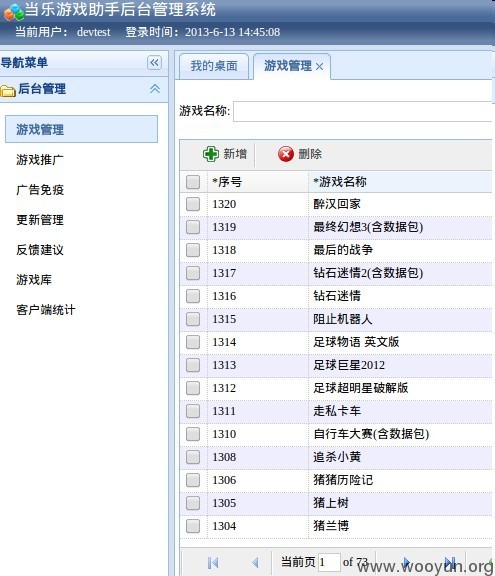 当乐游戏助手后台管理系统
当前用户： devtest 登录时间：2013-6-13 14:45:08
导航菜单
后台管理
游戏管理
游戏推广
广告免疫
更新管理
反馈建议
游戏库
客户端统计
我的桌面 游戏管理
游戏名称:
新增 删除
*序号 *游戏名称
1320 醉汉回家
1319 最终幻想3(含数据包)
1318 最后的战争
1317 钻石迷情2(含数据包)
1316 钻石迷情
1315 阻止机器人
1314 足球物语 英文版
1313 足球巨星2012
1312 足球超明星破解版
1311 走私卡车
1310 自行车大赛(含数据包)
1308 追杀小黄
1306 猪猪历险记
1305 猪上树
1304 猪兰博
当前页 1 of 73
www.wooyun.org